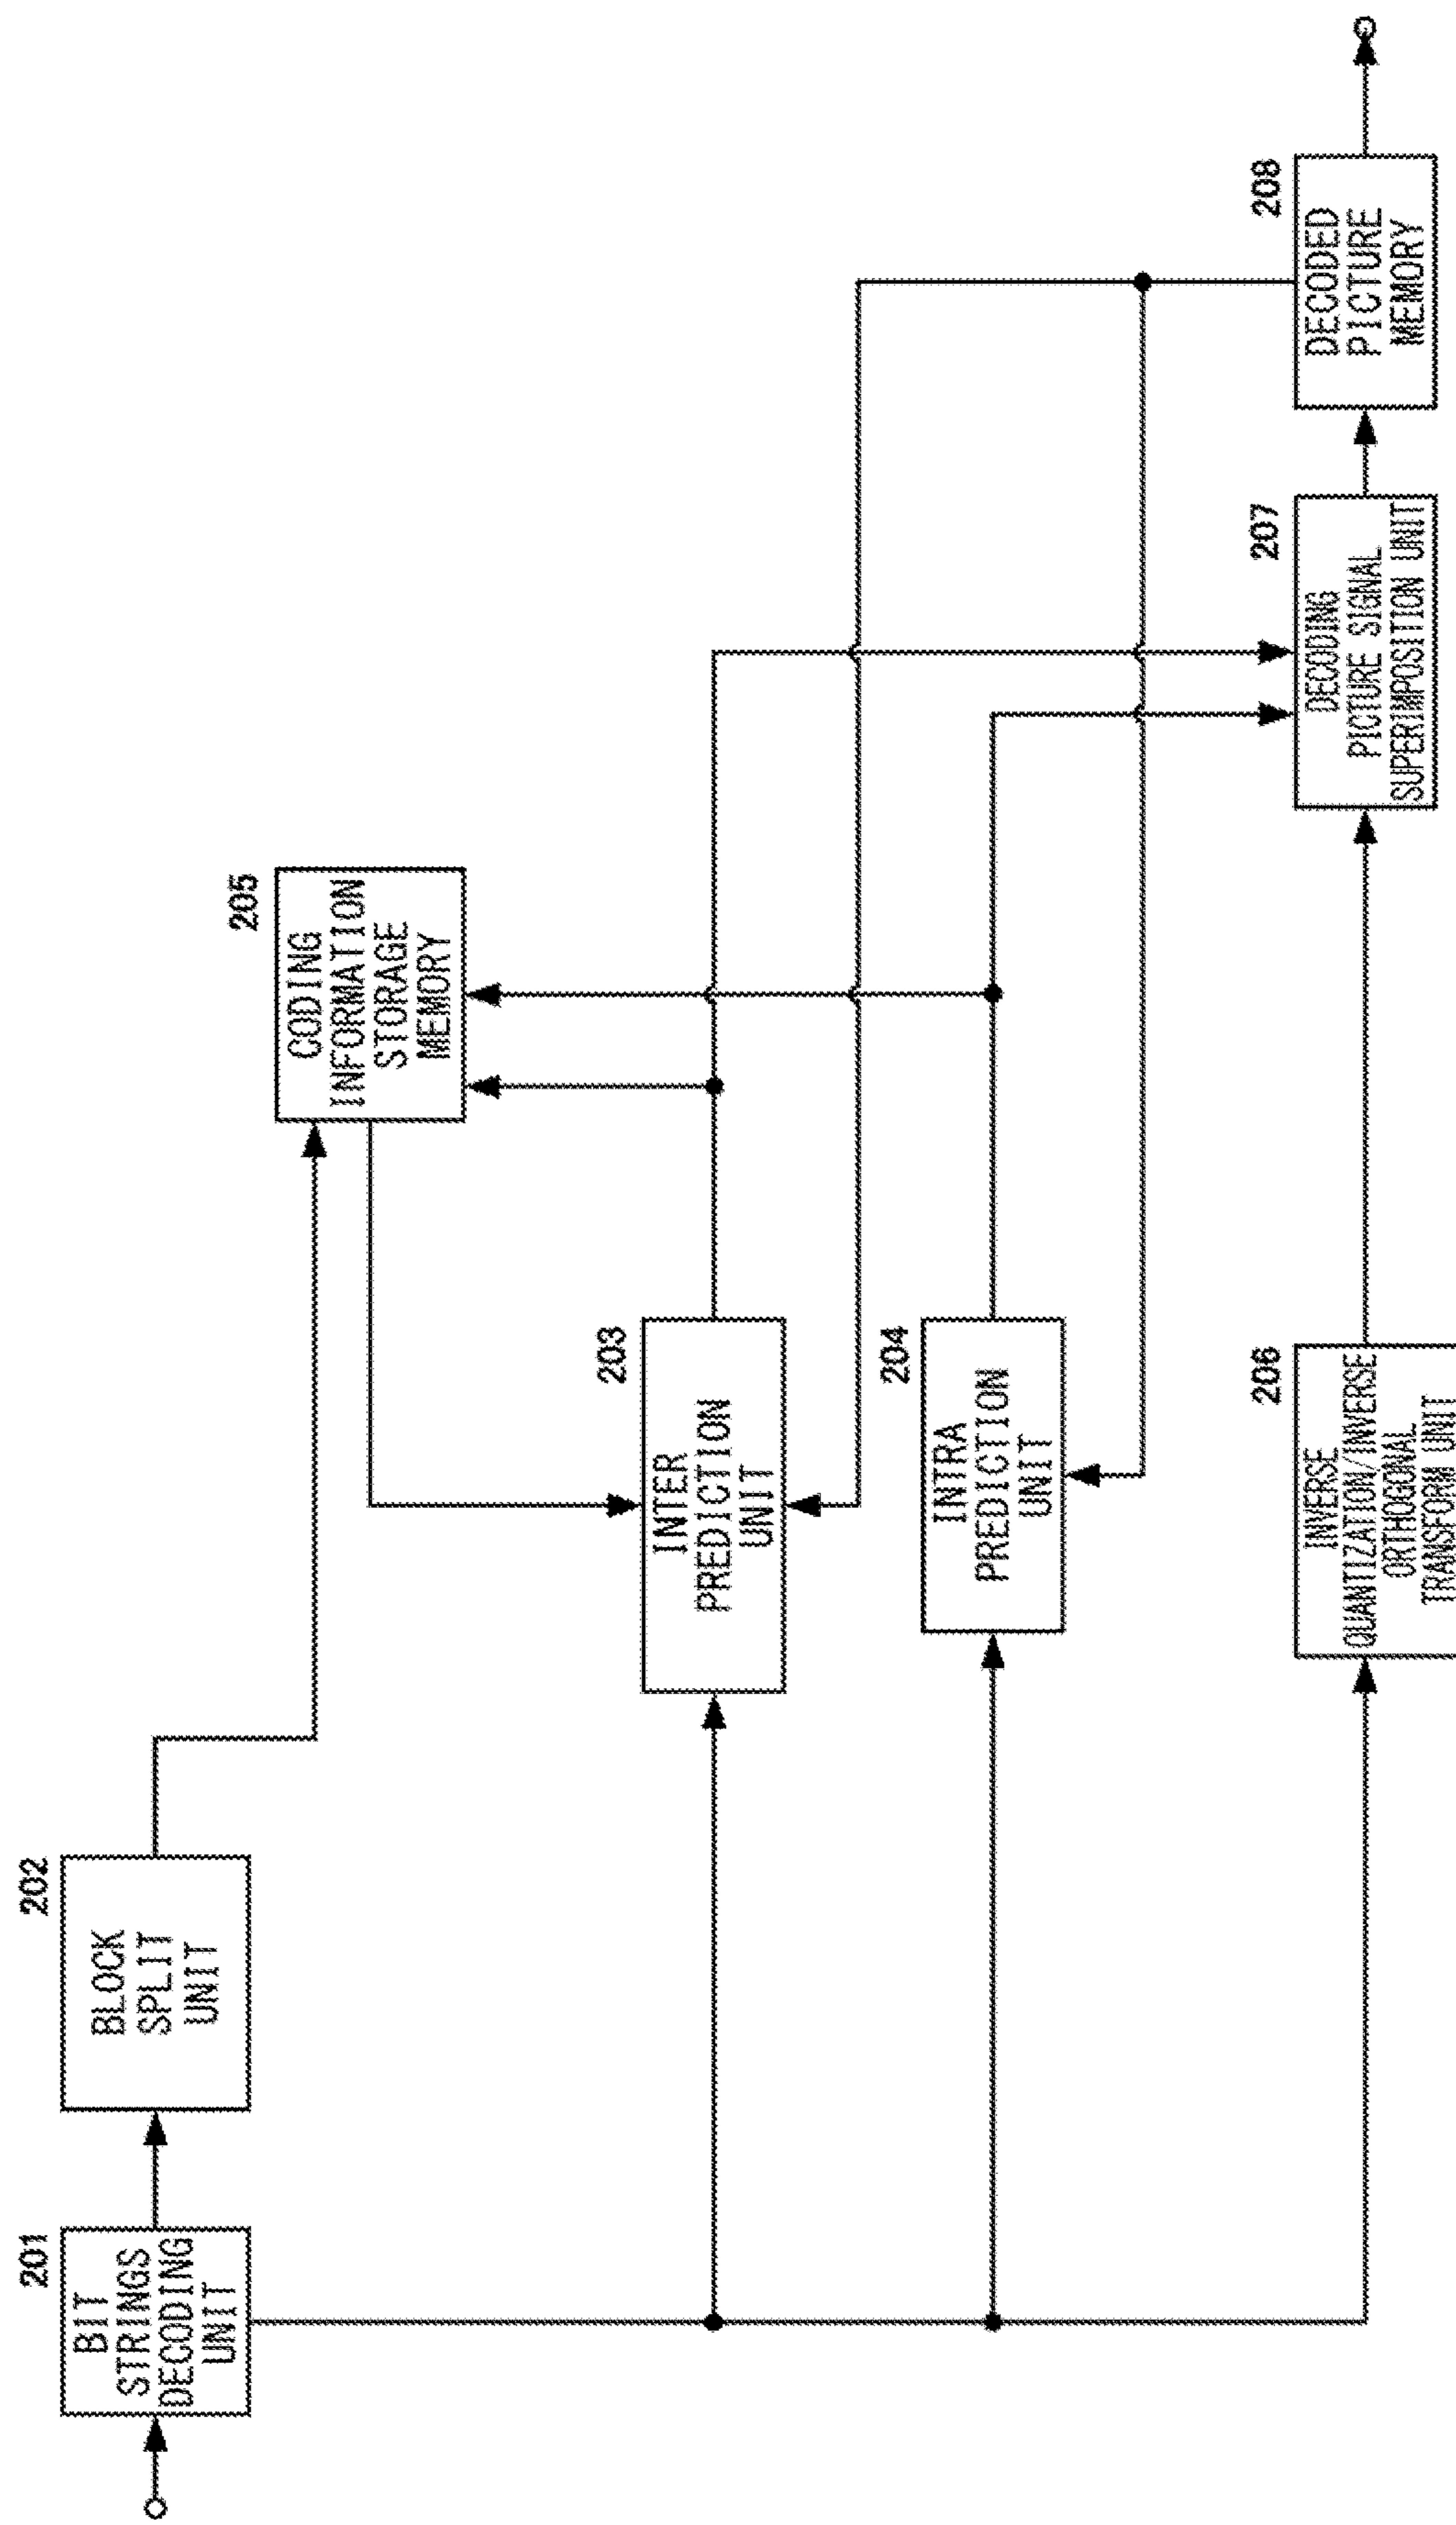 201
BIT
STRINGS
DECODING
UNIT
202
BLOCK
SPLIT
UNIT
205
CODING
INFORMATION
STORAGE
MEMORY
203
INTER
PREDICTION
UNIT
204
INTRA
PREDICTION
UNIT
206
INVERSE
QUANTIZATION/INVERSE
ORTHOGONAL
TRANSFORM UNIT
207
DECODING
PICTURE SIGNAL
SUPERIMPOSITION UNIT
208
DECODED
PICTURE
MEMORY